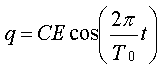 q = CE cos(2π/T₀ t)